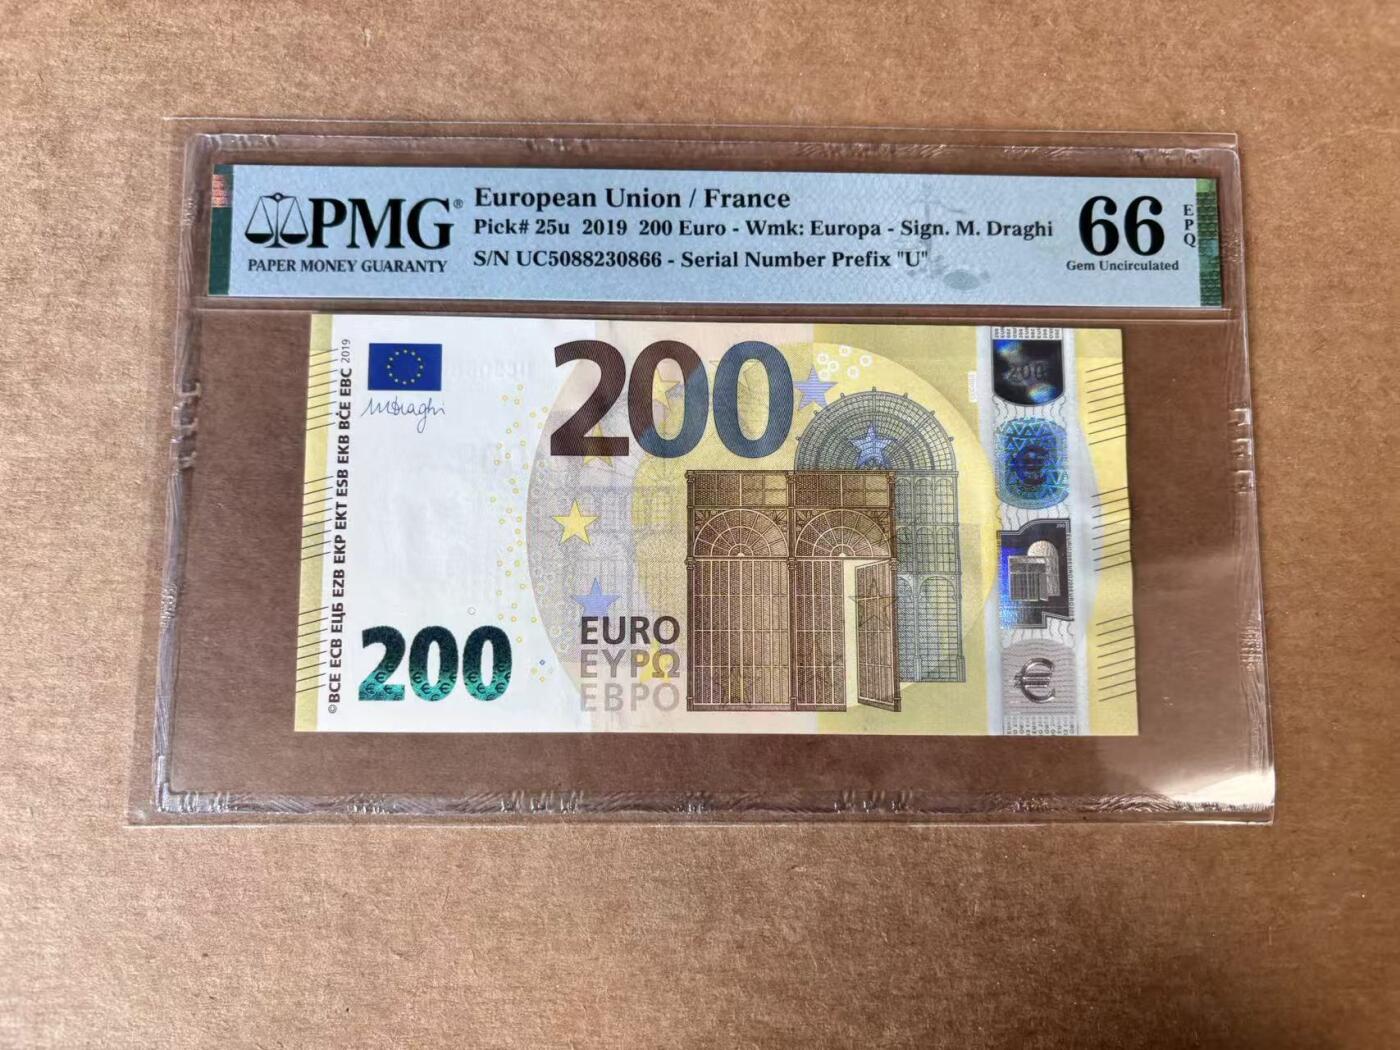 PMG®
PAPER MONEY GUARANTY
European Union / France
Pick# 25u 2019 200 Euro - Wmk: Europa - Sign. M. Draghi
S/N UC5088230866 - Serial Number Prefix "U"
66
EPQ
Gem Uncirculated
©BCE ECB ЕЦБ EZB EKP EKT ESB EKB BĊE EBC 2019
MDraghi
200
200
EURO
ΕΥΡΩ
ЕВРО
200
€
€